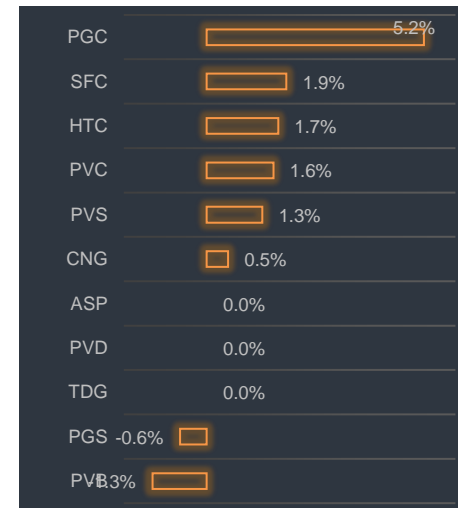 PGC 5.2%
SFC 1.9%
HTC 1.7%
PVC 1.6%
PVS 1.3%
CNG 0.5%
ASP 0.0%
PVD 0.0%
TDG 0.0%
PGS -0.6%
-1.3%